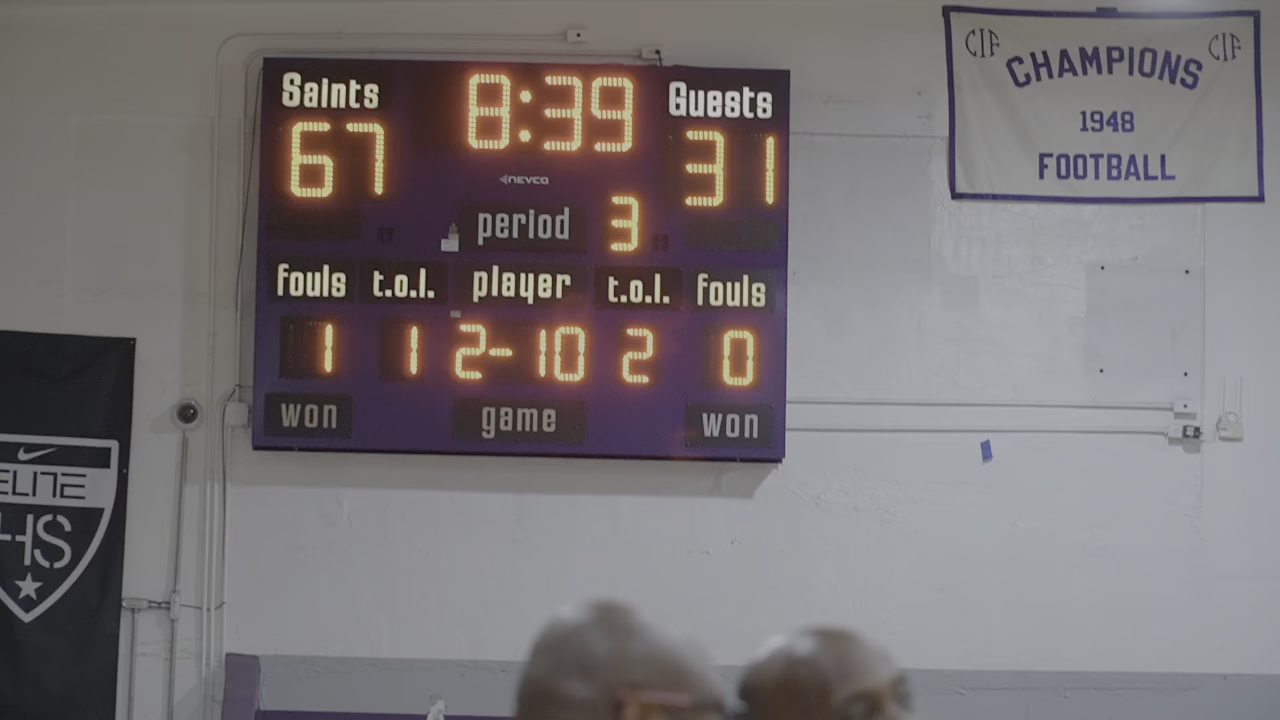 Saints 8:39 Guests
67 31
NEVCO
period 3
fouls t.o.l. player t.o.l. fouls
1 1 2-10 2 0
won game won
CIF CIF
CHAMPIONS
1948
FOOTBALL
ELITE
HS